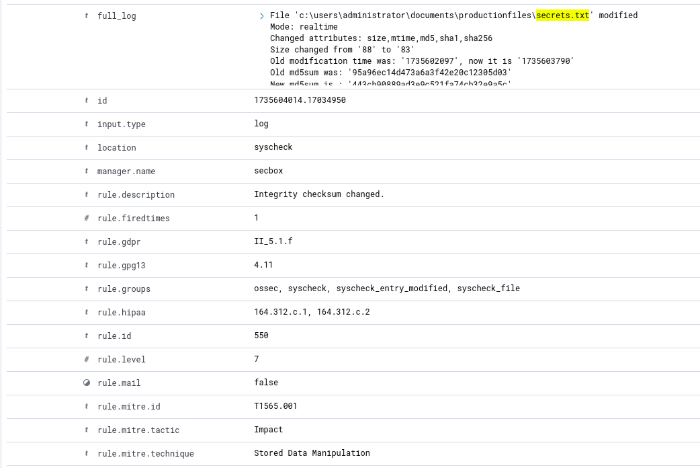 full_log
File 'c:\users\administrator\documents\productionfiles\secrets.txt' modified
Mode: realtime
Changed attributes: size,mtime,md5,sha1,sha256
Size changed from '88' to '83'
Old modification time was: '1735602097', now it is '1735603790'
Old md5sum was: '95a96ec14d473a6a3f42e20c12305d03'
New md5sum is :
t id 1735604014.17034950
t input.type log
t location syscheck
t manager.name secbox
t rule.description Integrity checksum changed.
# rule.firedtimes 1
t rule.gdpr II_5.1.f
t rule.gpg13 4.11
t rule.groups ossec, syscheck, syscheck_entry_modified, syscheck_file
t rule.hipaa 164.312.c.1, 164.312.c.2
t rule.id 550
# rule.level 7
rule.mail false
t rule.mitre.id T1565.001
t rule.mitre.tactic Impact
t rule.mitre.technique Stored Data Manipulation